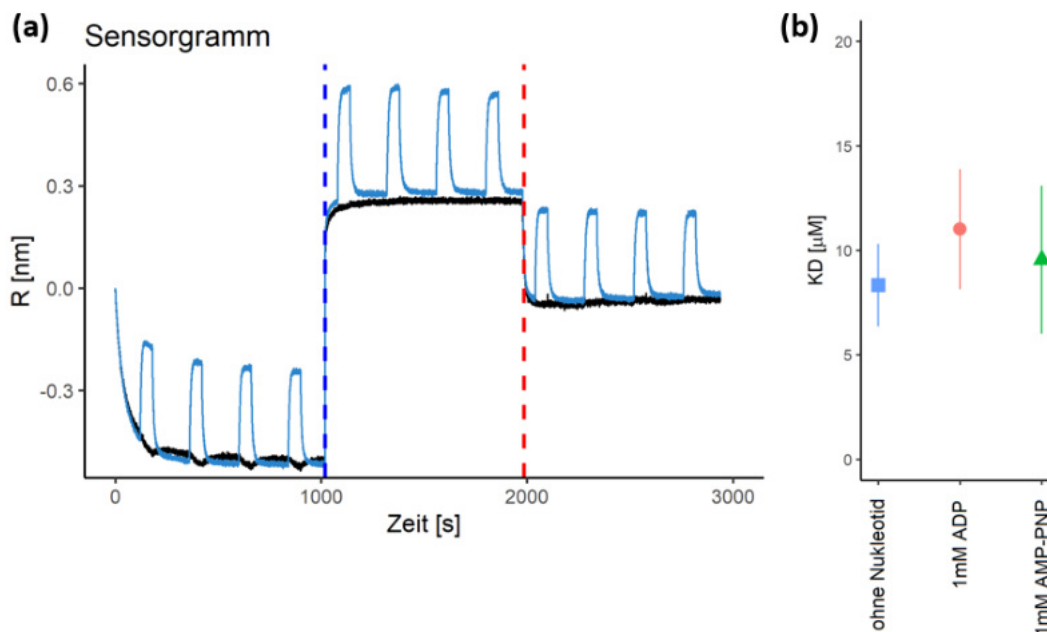 (a)
Sensorgramm
R [nm]
0.6
0.3
0.0
-0.3
0
1000
2000
3000
Zeit [s]
(b)
KD [µM]
20
15
10
5
0
ohne Nukleotid
1mM ADP
1mM AMP-PNP